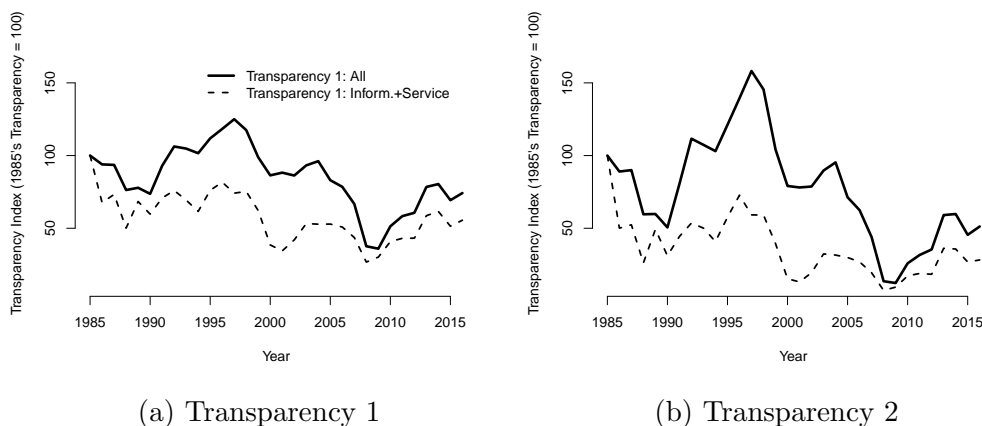 Transparency Index (1985's Transparency = 100)
150
100
50
Transparency 1: All
Transparency 1: Inform.+Service
1985 1990 1995 2000 2005 2010 2015
Year
(a) Transparency 1
Transparency Index (1985's Transparency = 100)
150
100
50
1985 1990 1995 2000 2005 2010 2015
Year
(b) Transparency 2